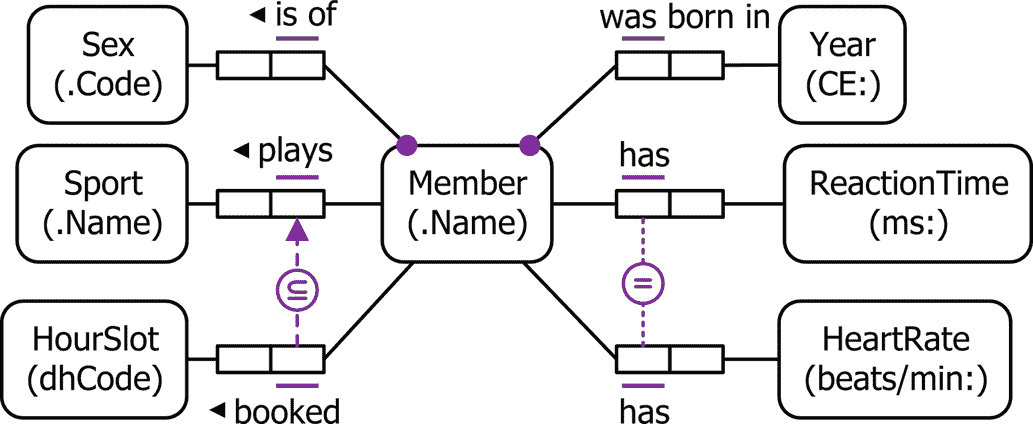 ◄ is of
was born in
Sex
(.Code)
Year
(CE:)
◄ plays
has
Sport
(.Name)
Member
(.Name)
ReactionTime
(ms:)
⊆
=
HourSlot
(dhCode)
HeartRate
(beats/min:)
◄ booked
has